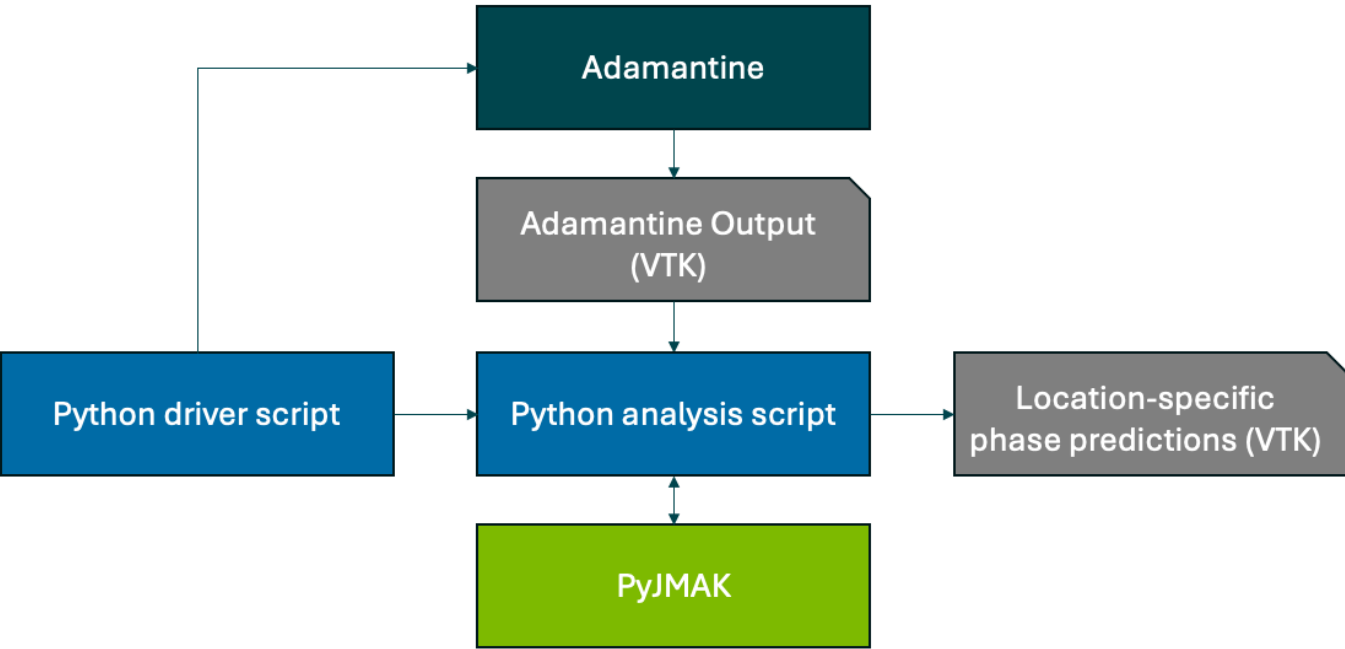 Adamantine
Adamantine Output
(VTK)
Python driver script
Python analysis script
Location-specific
phase predictions (VTK)
PyJMAK